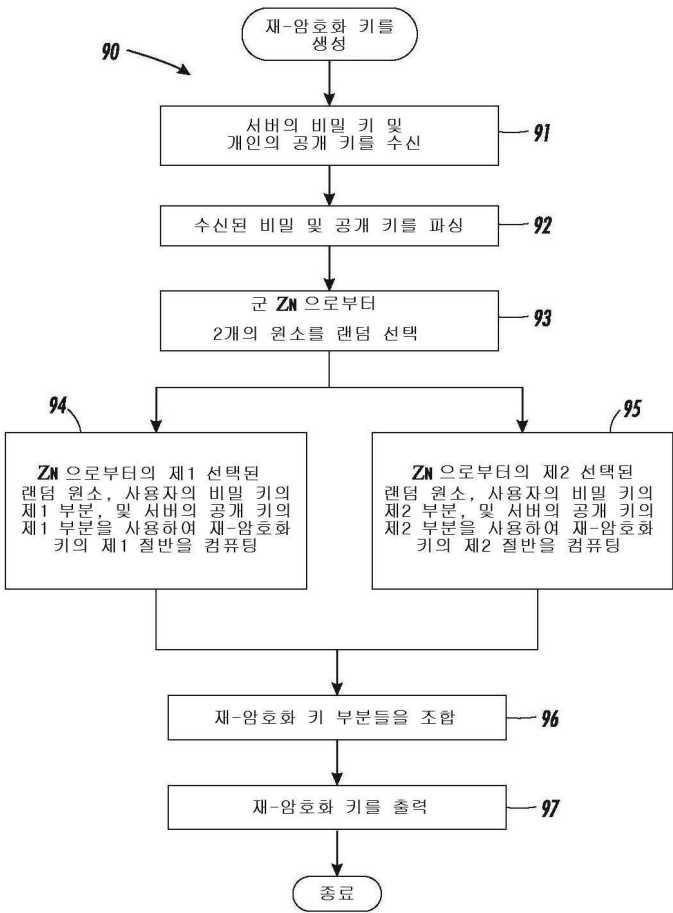 재-암호화 키를
생성
90
서버의 비밀 키 및
개인의 공개 키를 수신
91
수신된 비밀 및 공개 키를 파싱
92
군 ZN 으로부터
2개의 원소를 랜덤 선택
93
94
ZN 으로부터의 제1 선택된
랜덤 원소, 사용자의 비밀 키의
제1 부분, 및 서버의 공개 키의
제1 부분을 사용하여 재-암호화
키의 제1 절반을 컴퓨팅
95
ZN 으로부터의 제2 선택된
랜덤 원소, 사용자의 비밀 키의
제2 부분, 및 서버의 공개 키의
제2 부분을 사용하여 재-암호화
키의 제2 절반을 컴퓨팅
재-암호화 키 부분들을 조합
96
재-암호화 키를 출력
97
종료